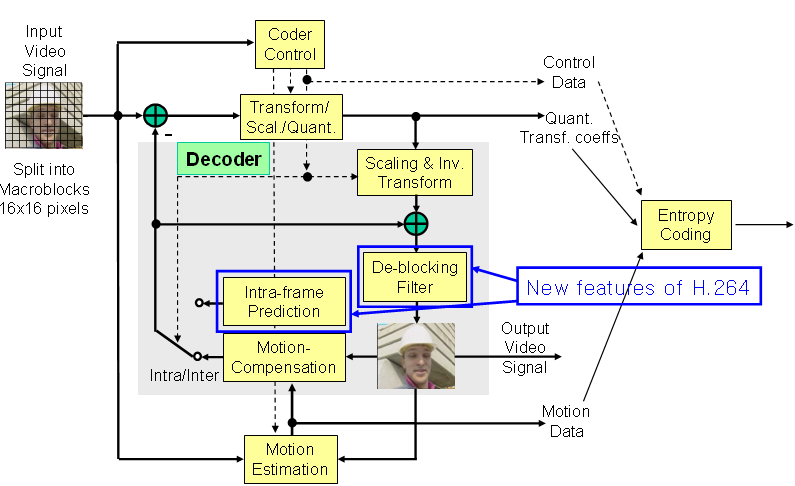 Input
Video
Signal
Coder
Control
Control
Data
Transform/
Scal./Quant.
Quant.
Transf. coeffs
-
Decoder
Split into
Macroblocks
16x16 pixels
Scaling & Inv.
Transform
Entropy
Coding
De-blocking
Filter
New features of H.264
Intra-frame
Prediction
Motion-
Compensation
Output
Video
Signal
Intra/Inter
Motion
Data
Motion
Estimation